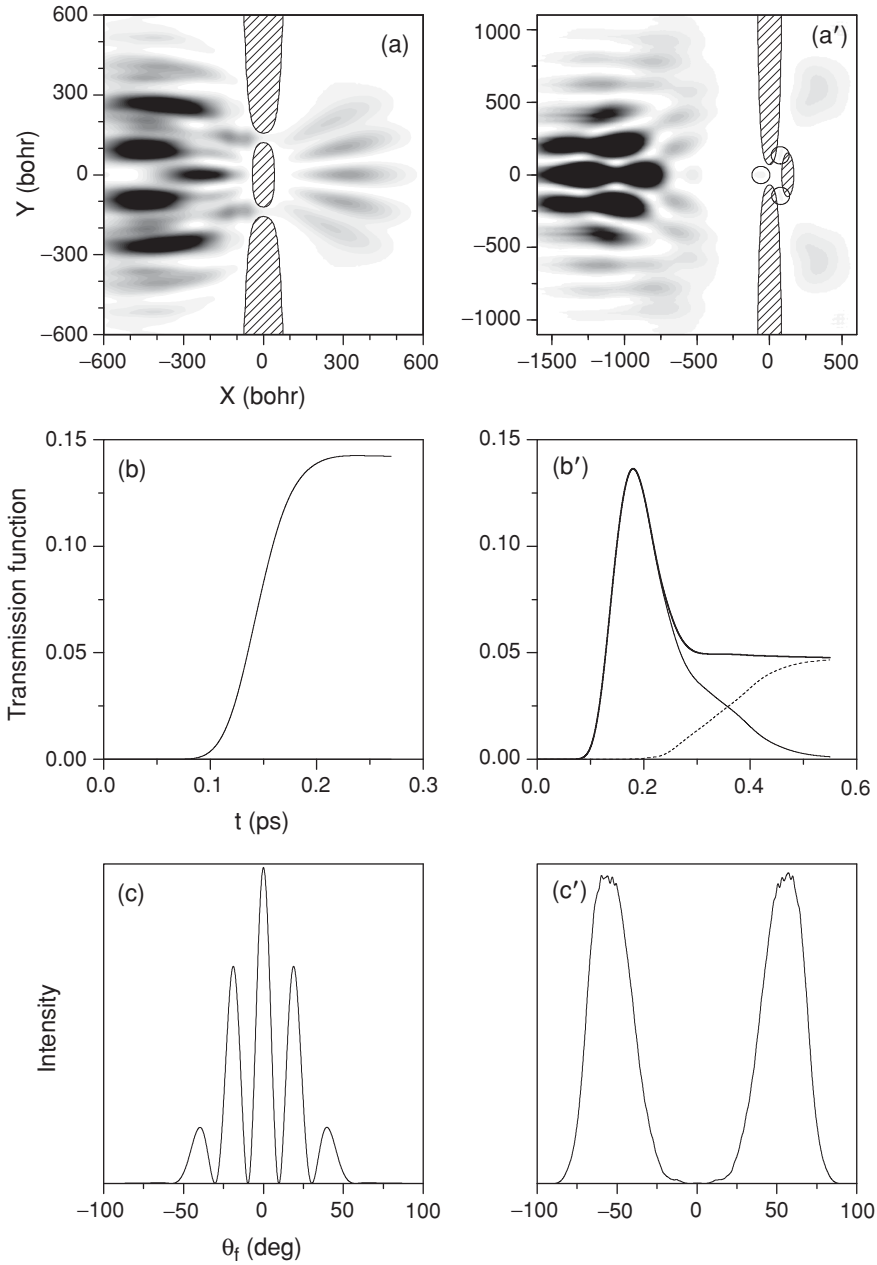 (a)
600
300
0
−300
−600
Y (bohr)
−600 −300 0 300 600
X (bohr)
(a′)
1000
500
0
−500
−1000
−1500 −1000 −500 0 500
(b)
0.15
0.10
0.05
0.00
Transmission function
0.0 0.1 0.2 0.3
t (ps)
(b′)
0.15
0.10
0.05
0.00
0.0 0.2 0.4 0.6
(c)
Intensity
−100 −50 0 50 100
θf (deg)
(c′)
−100 −50 0 50 100